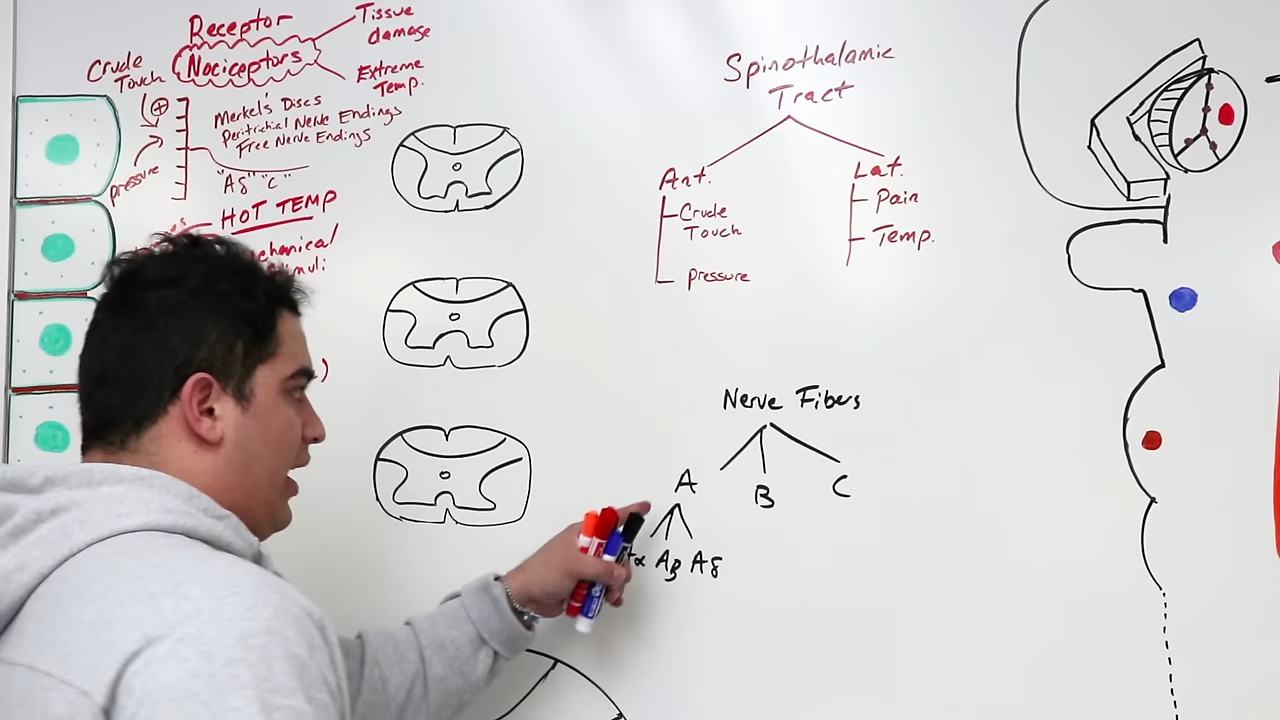 Receptor
Nociceptors
Tissue
damage
Extreme
Temp.
Crude
Touch
+
pressure
Merkel's Discs
Peritrichial Nerve Endings
Free Nerve Endings
"Aδ" "C"
HOT TEMP
Spinothalamic
Tract
Ant.
Crude
Touch
pressure
Lat.
Pain
Temp.
Nerve Fibers
A
B
C
Aβ Aδ